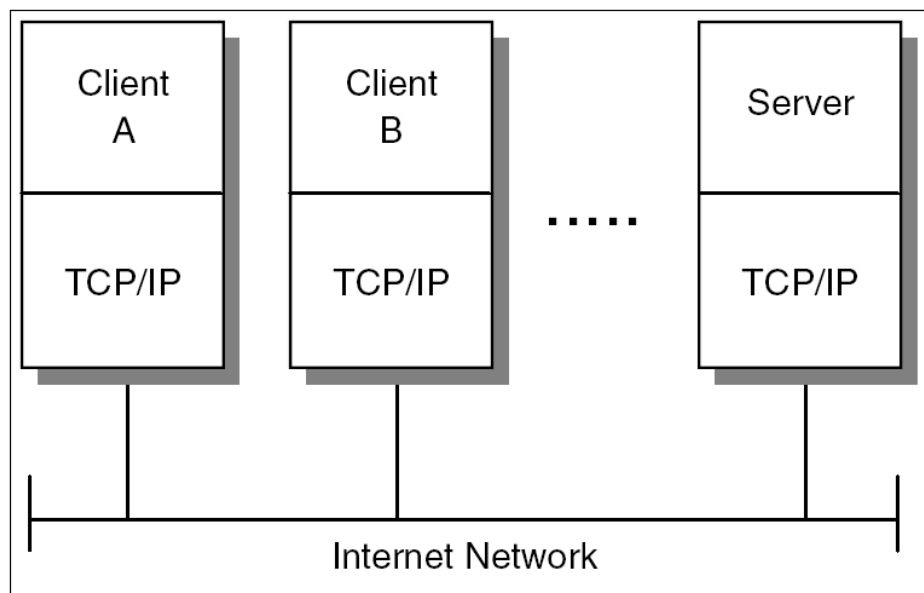 Client
A
Client
B
Server
TCP/IP
TCP/IP
TCP/IP
Internet Network